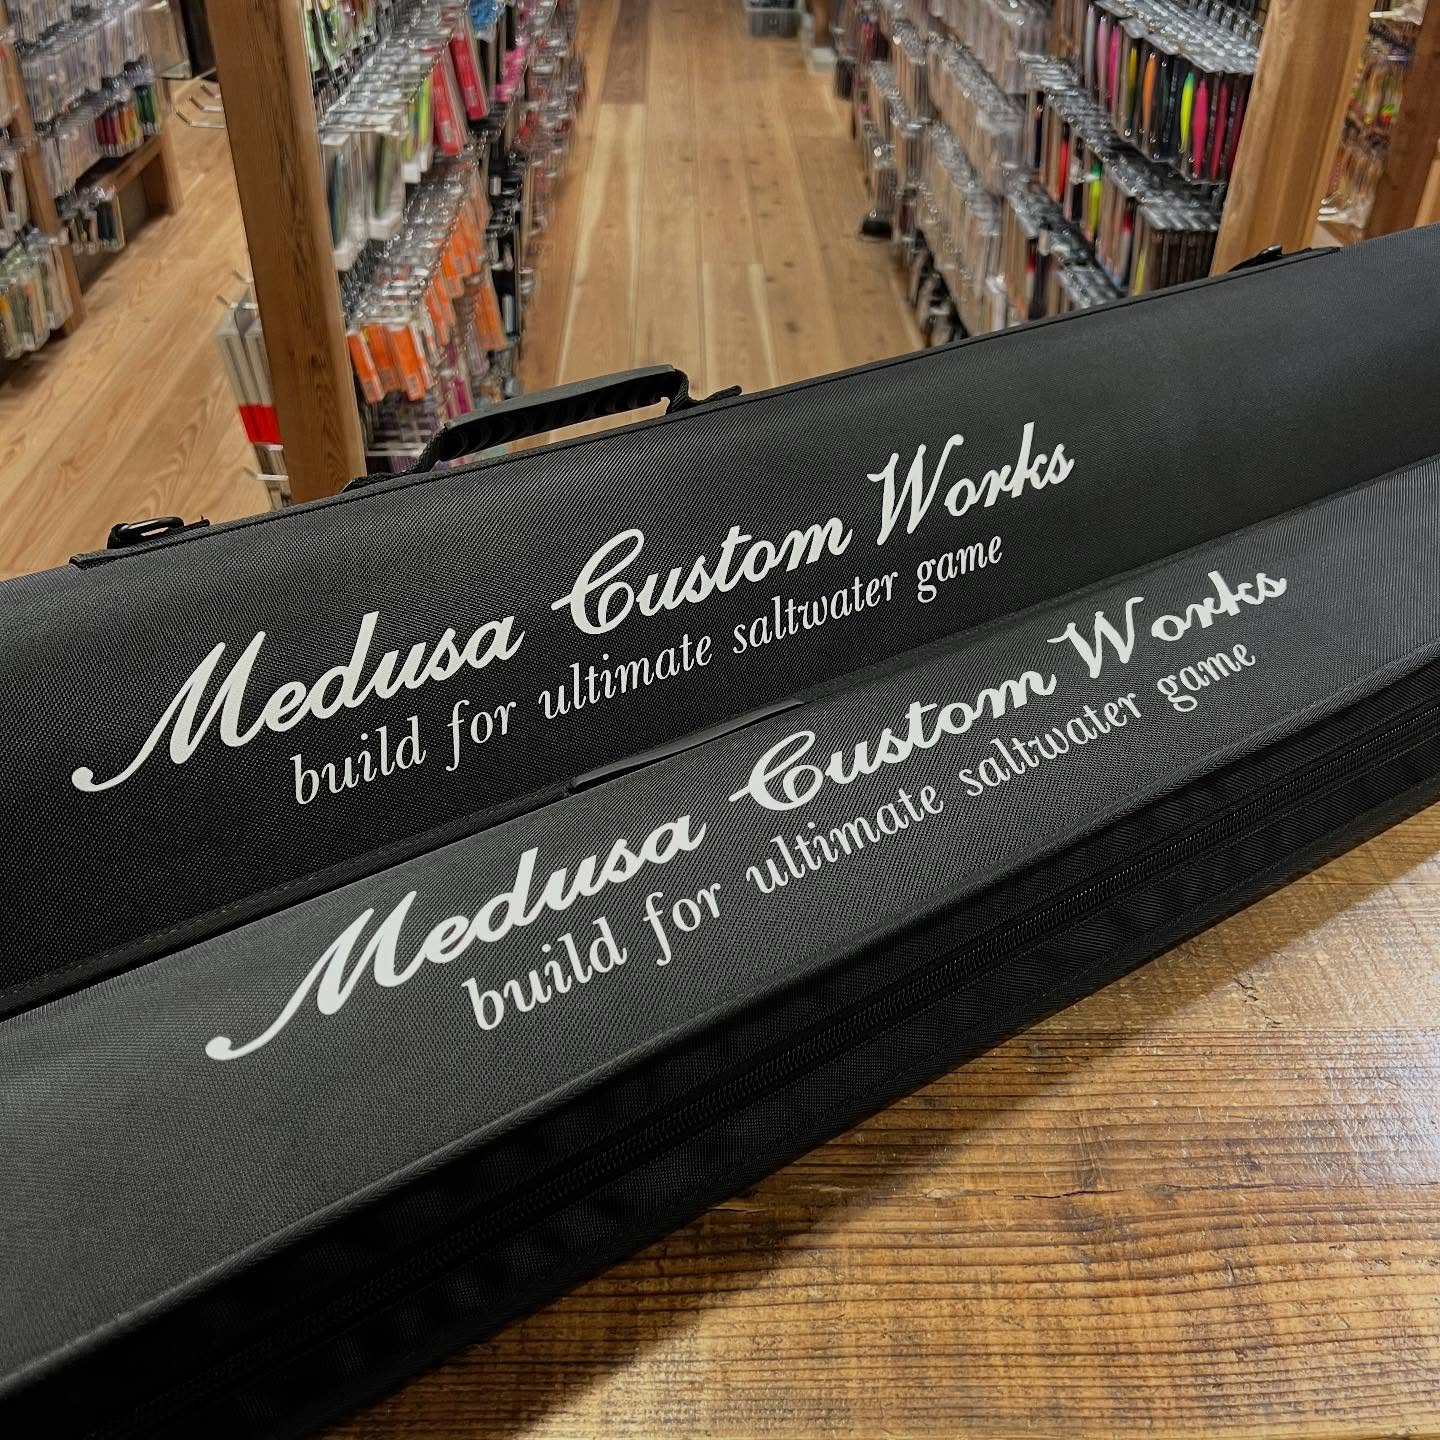 Medusa Custom Works
build for ultimate saltwater game
Medusa Custom Works
build for ultimate saltwater game